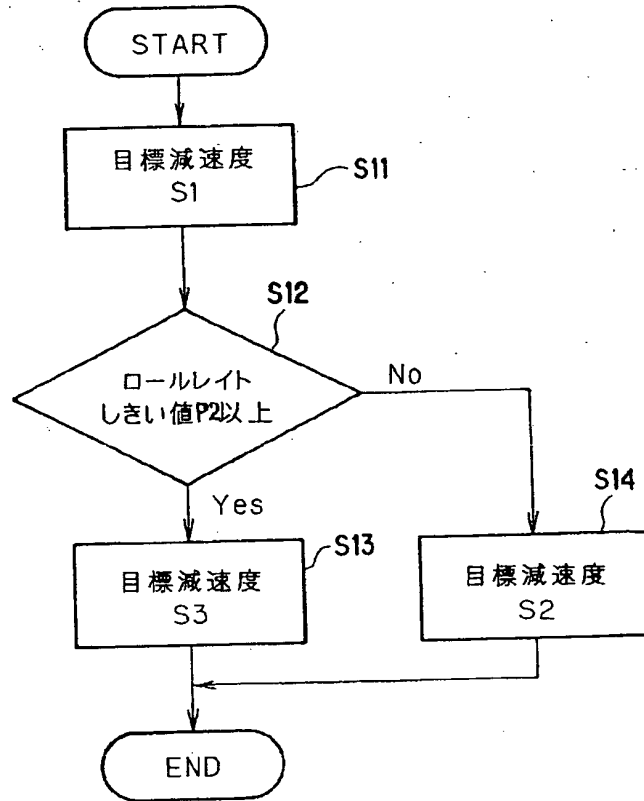 START
目標減速度
S1
S11
S12
ロールレイト
しきい値P2以上
No
Yes
S13
S14
目標減速度
S3
目標減速度
S2
END